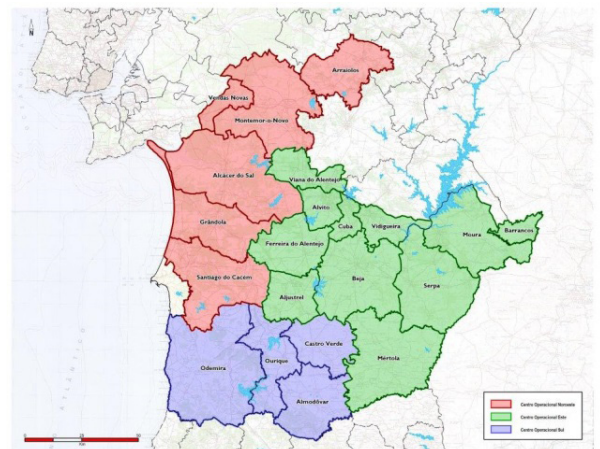 N
Arraiolos
Vendas Novas
Montemor-o-Novo
Alcácer do Sal
Viana do Alentejo
Alvito
Grândola
Cuba
Vidigueira
Moura
Barrancos
Ferreira do Alentejo
Santiago do Cacém
Beja
Serpa
Aljustrel
Castro Verde
Ourique
Mértola
Odemira
Almodôvar
Centro Operacional Noroeste
Centro Operacional Este
Centro Operacional Sul